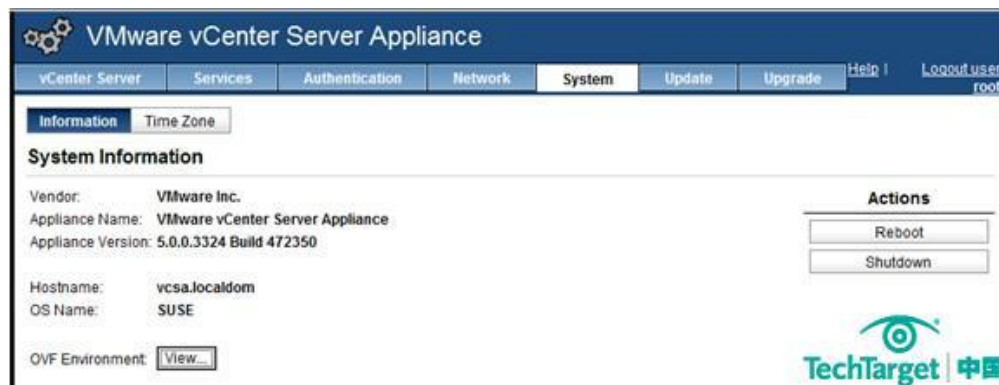 VMware vCenter Server Appliance
vCenter Server Services Authentication Network System Update Upgrade Help | Logout user root
Information Time Zone
System Information
Vendor: VMware Inc.
Appliance Name: VMware vCenter Server Appliance
Appliance Version: 5.0.0.3324 Build 472350
Hostname: vcsa.localdom
OS Name: SUSE
OVF Environment: View...
Actions
Reboot
Shutdown
TechTarget | 中国